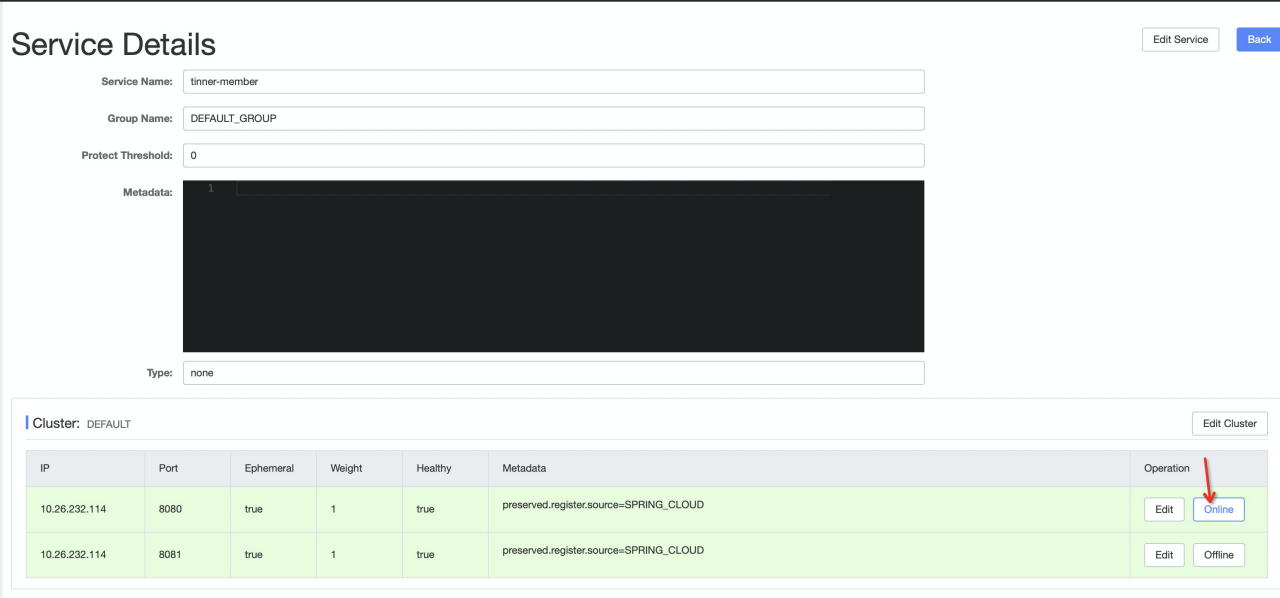 Service Details
Edit Service
Back
Service Name: tinner-member
Group Name: DEFAULT_GROUP
Protect Threshold: 0
Metadata: 1
Type: none
Cluster: DEFAULT
Edit Cluster
IP Port Ephemeral Weight Healthy Metadata Operation
10.26.232.114 8080 true 1 true preserved.register.source=SPRING_CLOUD Edit Online
10.26.232.114 8081 true 1 true preserved.register.source=SPRING_CLOUD Edit Offline